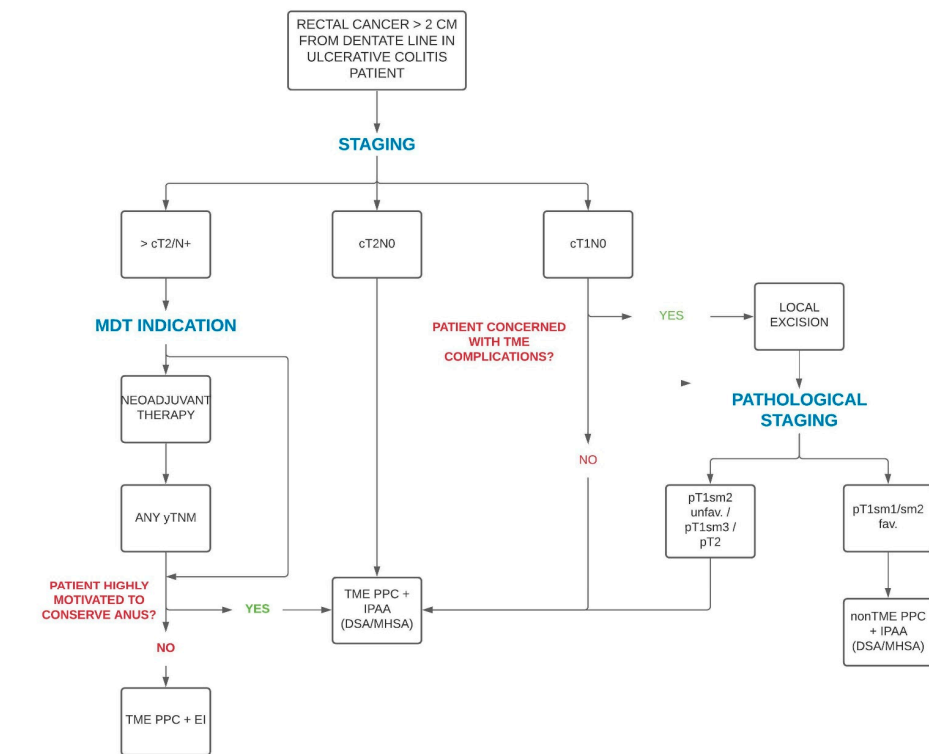 RECTAL CANCER > 2 CM
FROM DENTATE LINE IN
ULCERATIVE COLITIS
PATIENT
STAGING
> cT2/N+
cT2N0
cT1N0
MDT INDICATION
PATIENT CONCERNED
WITH TME
COMPLICATIONS?
YES
LOCAL
EXCISION
NEOADJUVANT
THERAPY
PATHOLOGICAL
STAGING
NO
ANY yTNM
pT1sm2
unfav. /
pT1sm3 /
pT2
pT1sm1/sm2
fav.
PATIENT HIGHLY
MOTIVATED TO
CONSERVE ANUS?
YES
TME PPC +
IPAA
(DSA/MHSA)
nonTME PPC
+ IPAA
(DSA/MHSA)
NO
TME PPC + EI